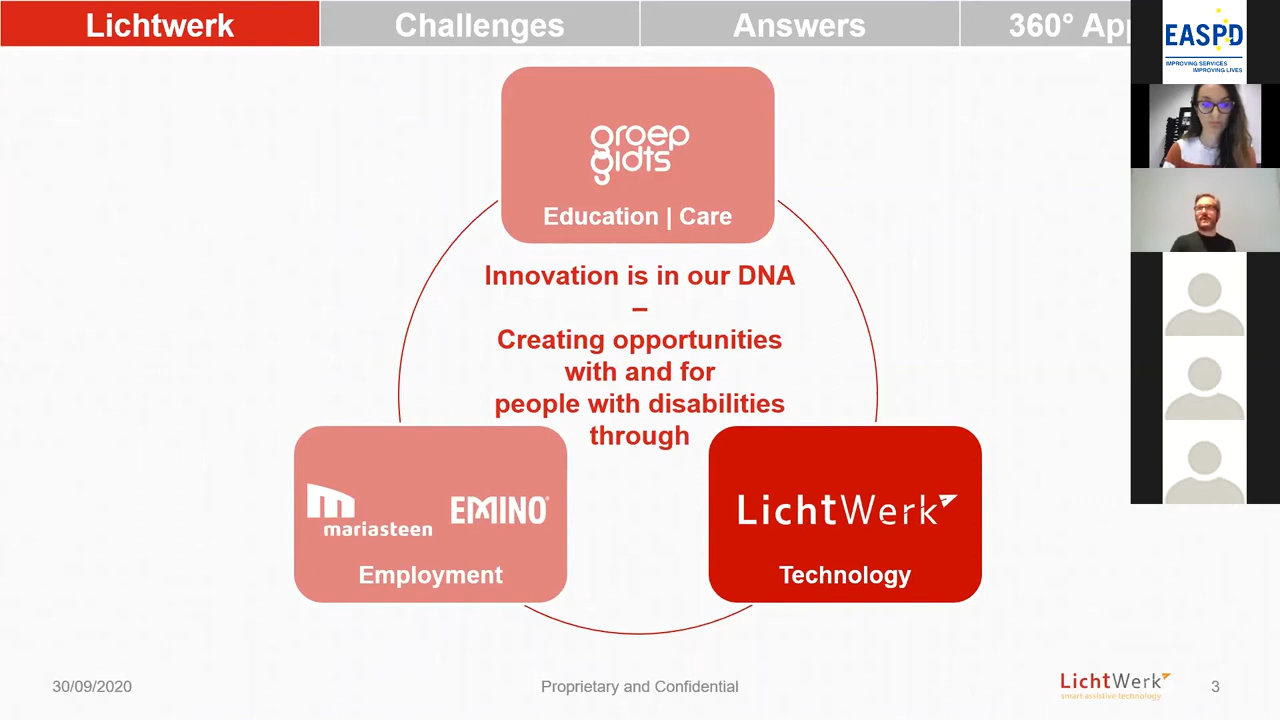 Lichtwerk
Challenges
Answers
360° App
EASPD
IMPROVING SERVICES
IMPROVING LIVES
groep
gidts
Education | Care
Innovation is in our DNA
–
Creating opportunities
with and for
people with disabilities
through
mariasteen
EMINO
Employment
LichtWerk
Technology
30/09/2020
Proprietary and Confidential
LichtWerk
smart assistive technology
3